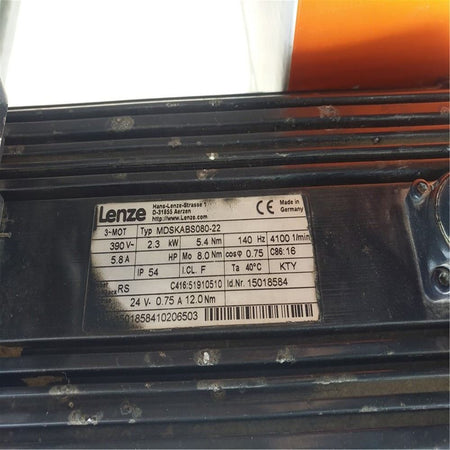 Lenze
Hans-Lenze-Strasse 1
D-31855 Aerzen
http://www.Lenze.com
CE
Made in
Germany
3-MOT Typ MDSKABS080-22
390 V~ 2.3 kW 5.4 Nm 140 Hz 4100 1/min
5.8 A HP Mo 8.0 Nm cosφ 0.75 C86: 16
IP 54 I.CL. F Ta 40°C KTY
RS C416:51910510 Id.Nr. 15018584
24 V- 0.75 A 12.0 Nm